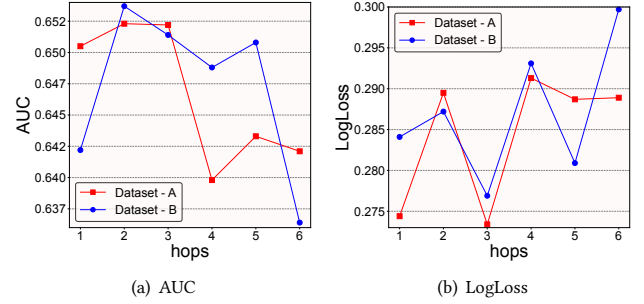 0.652
0.650
0.647
0.645
0.642
0.640
0.637
AUC
Dataset - A
Dataset - B
1 2 3 4 5 6
hops
(a) AUC
0.300
0.295
0.290
0.285
0.280
0.275
LogLoss
Dataset - A
Dataset - B
1 2 3 4 5 6
hops
(b) LogLoss